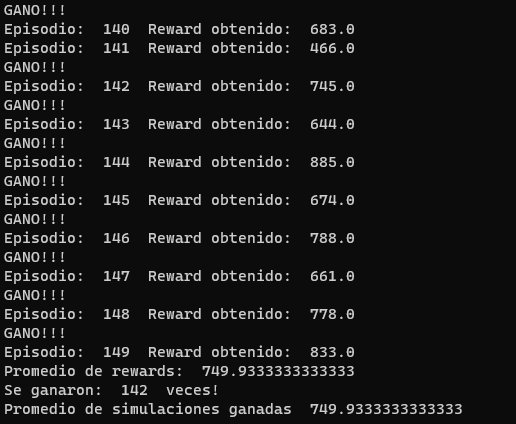 GANO!!!
Episodio:  140  Reward obtenido:  683.0
Episodio:  141  Reward obtenido:  466.0
GANO!!!
Episodio:  142  Reward obtenido:  745.0
GANO!!!
Episodio:  143  Reward obtenido:  644.0
GANO!!!
Episodio:  144  Reward obtenido:  885.0
GANO!!!
Episodio:  145  Reward obtenido:  674.0
GANO!!!
Episodio:  146  Reward obtenido:  788.0
GANO!!!
Episodio:  147  Reward obtenido:  661.0
GANO!!!
Episodio:  148  Reward obtenido:  778.0
GANO!!!
Episodio:  149  Reward obtenido:  833.0
Promedio de rewards:  749.9333333333333
Se ganaron:  142  veces!
Promedio de simulaciones ganadas  749.9333333333333